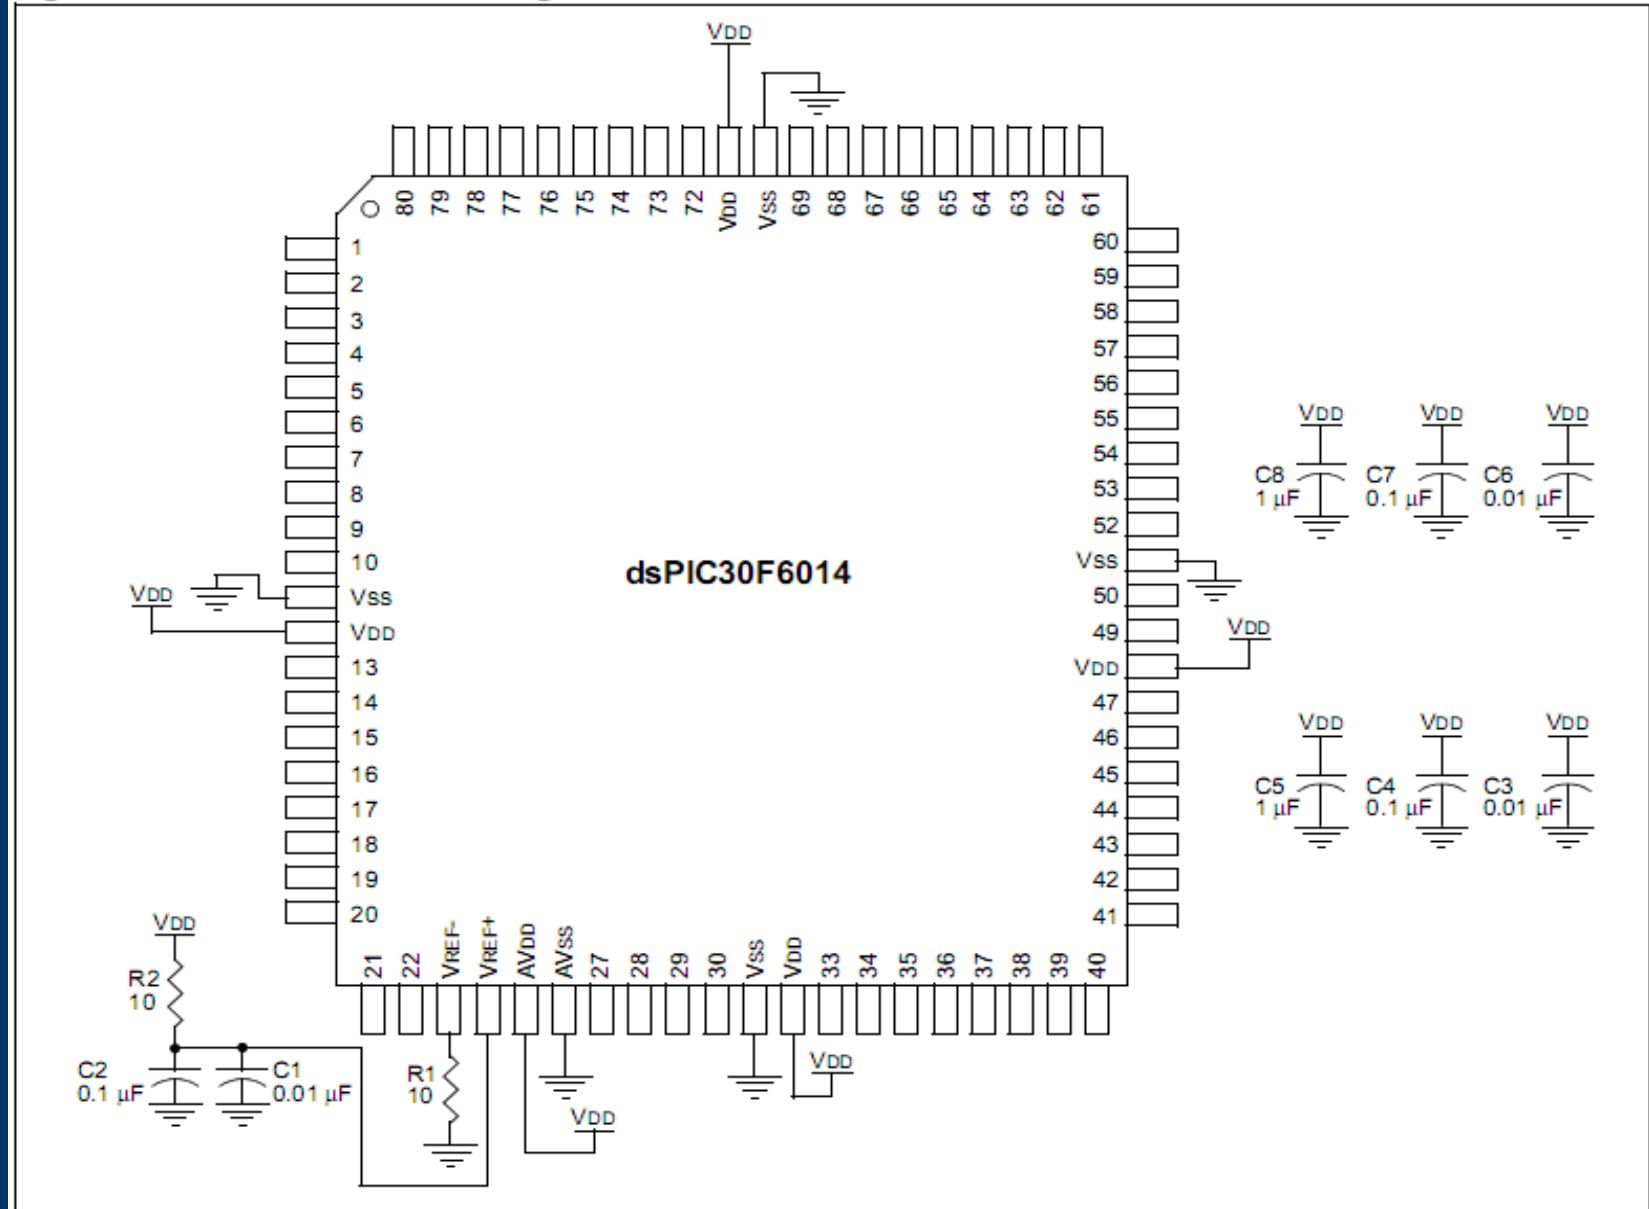 VDD
80 79 78 77 76 75 74 73 72 VDD VSS 69 68 67 66 65 64 63 62 61
1
2
3
4
5
6
7
8
9
10
VSS
VDD
13
14
15
16
17
18
19
20
VDD
60
59
58
57
56
55
54
53
52
VSS
50
49
VDD
47
46
45
44
43
42
41
VDD
dsPIC30F6014
21 22 VREF- VREF+ AVDD AVSS 27 28 29 30 VSS VDD 33 34 35 36 37 38 39 40
VDD
R2
10
C2
0.1 µF
C1
0.01 µF
R1
10
VDD
VDD
VDD VDD VDD
C8 C7 C6
1 µF 0.1 µF 0.01 µF
VDD VDD VDD
C5 C4 C3
1 µF 0.1 µF 0.01 µF